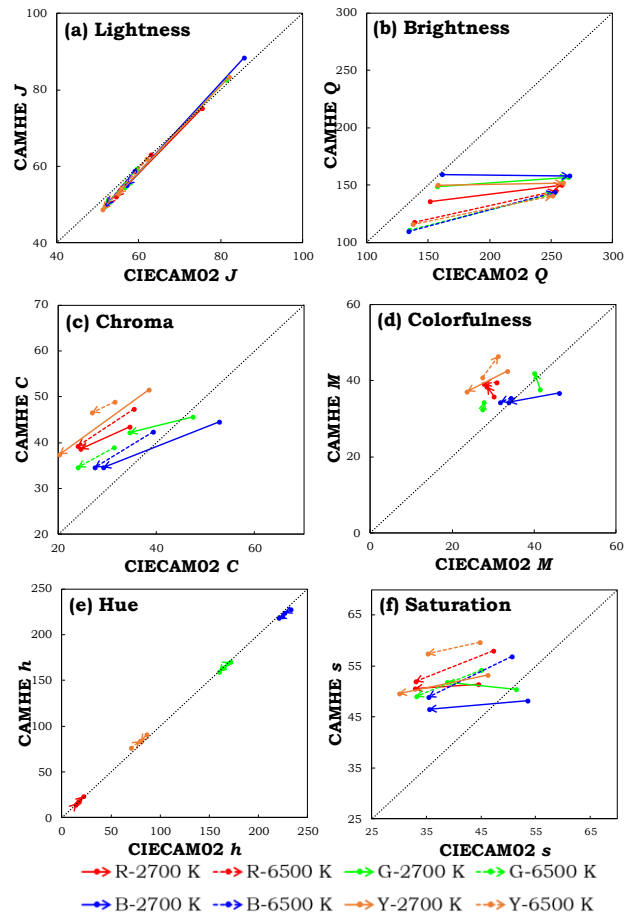 (a) Lightness
100
80
60
40
40 60 80 100
CAMHE J
CIECAM02 J
(b) Brightness
300
250
200
150
100
100 150 200 250 300
CAMHE Q
CIECAM02 Q
(c) Chroma
70
60
50
40
30
20
20 40 60
CAMHE C
CIECAM02 C
(d) Colorfulness
60
40
20
0
0 20 40 60
CAMHE M
CIECAM02 M
(e) Hue
250
200
150
100
50
0
0 50 100 150 200 250
CAMHE h
CIECAM02 h
(f) Saturation
65
55
45
35
25
25 35 45 55 65
CAMHE s
CIECAM02 s
R-2700 K R-6500 K G-2700 K G-6500 K
B-2700 K B-6500 K Y-2700 K Y-6500 K